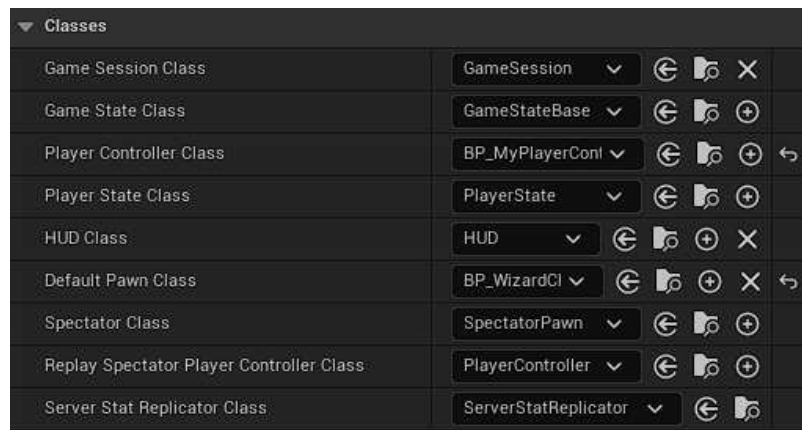 Classes
Game Session Class GameSession
Game State Class GameStateBase
Player Controller Class BP_MyPlayerCont
Player State Class PlayerState
HUD Class HUD
Default Pawn Class BP_WizardCl
Spectator Class SpectatorPawn
Replay Spectator Player Controller Class PlayerController
Server Stat Replicator Class ServerStatReplicator